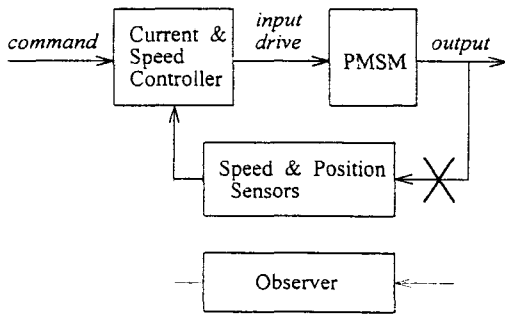 command
Current &
Speed
Controller
input
drive
PMSM
output
Speed & Position
Sensors
Observer